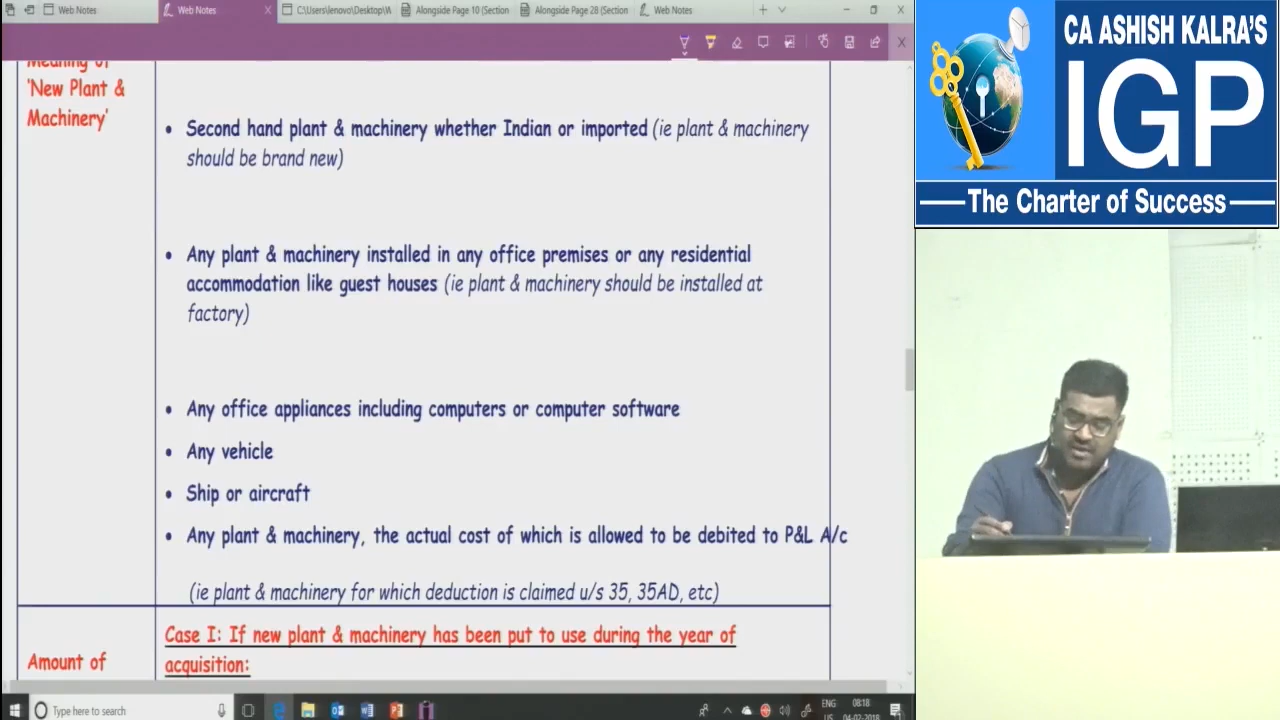 Web Notes
Web Notes
C:\Users\lenovo\Desktop\W
Alongside Page 10 (Section
Alongside Page 28 (Section
Web Notes
Meaning of
'New Plant &
Machinery'
• Second hand plant & machinery whether Indian or imported (ie plant & machinery
should be brand new)
• Any plant & machinery installed in any office premises or any residential
accommodation like guest houses (ie plant & machinery should be installed at
factory)
• Any office appliances including computers or computer software
• Any vehicle
• Ship or aircraft
• Any plant & machinery, the actual cost of which is allowed to be debited to P&L A/c
(ie plant & machinery for which deduction is claimed u/s 35, 35AD, etc)
Amount of
Case I: If new plant & machinery has been put to use during the year of
acquisition:
Type here to search
ENG
US
08:18
04-02-2018
CA ASHISH KALRA'S
IGP
The Charter of Success